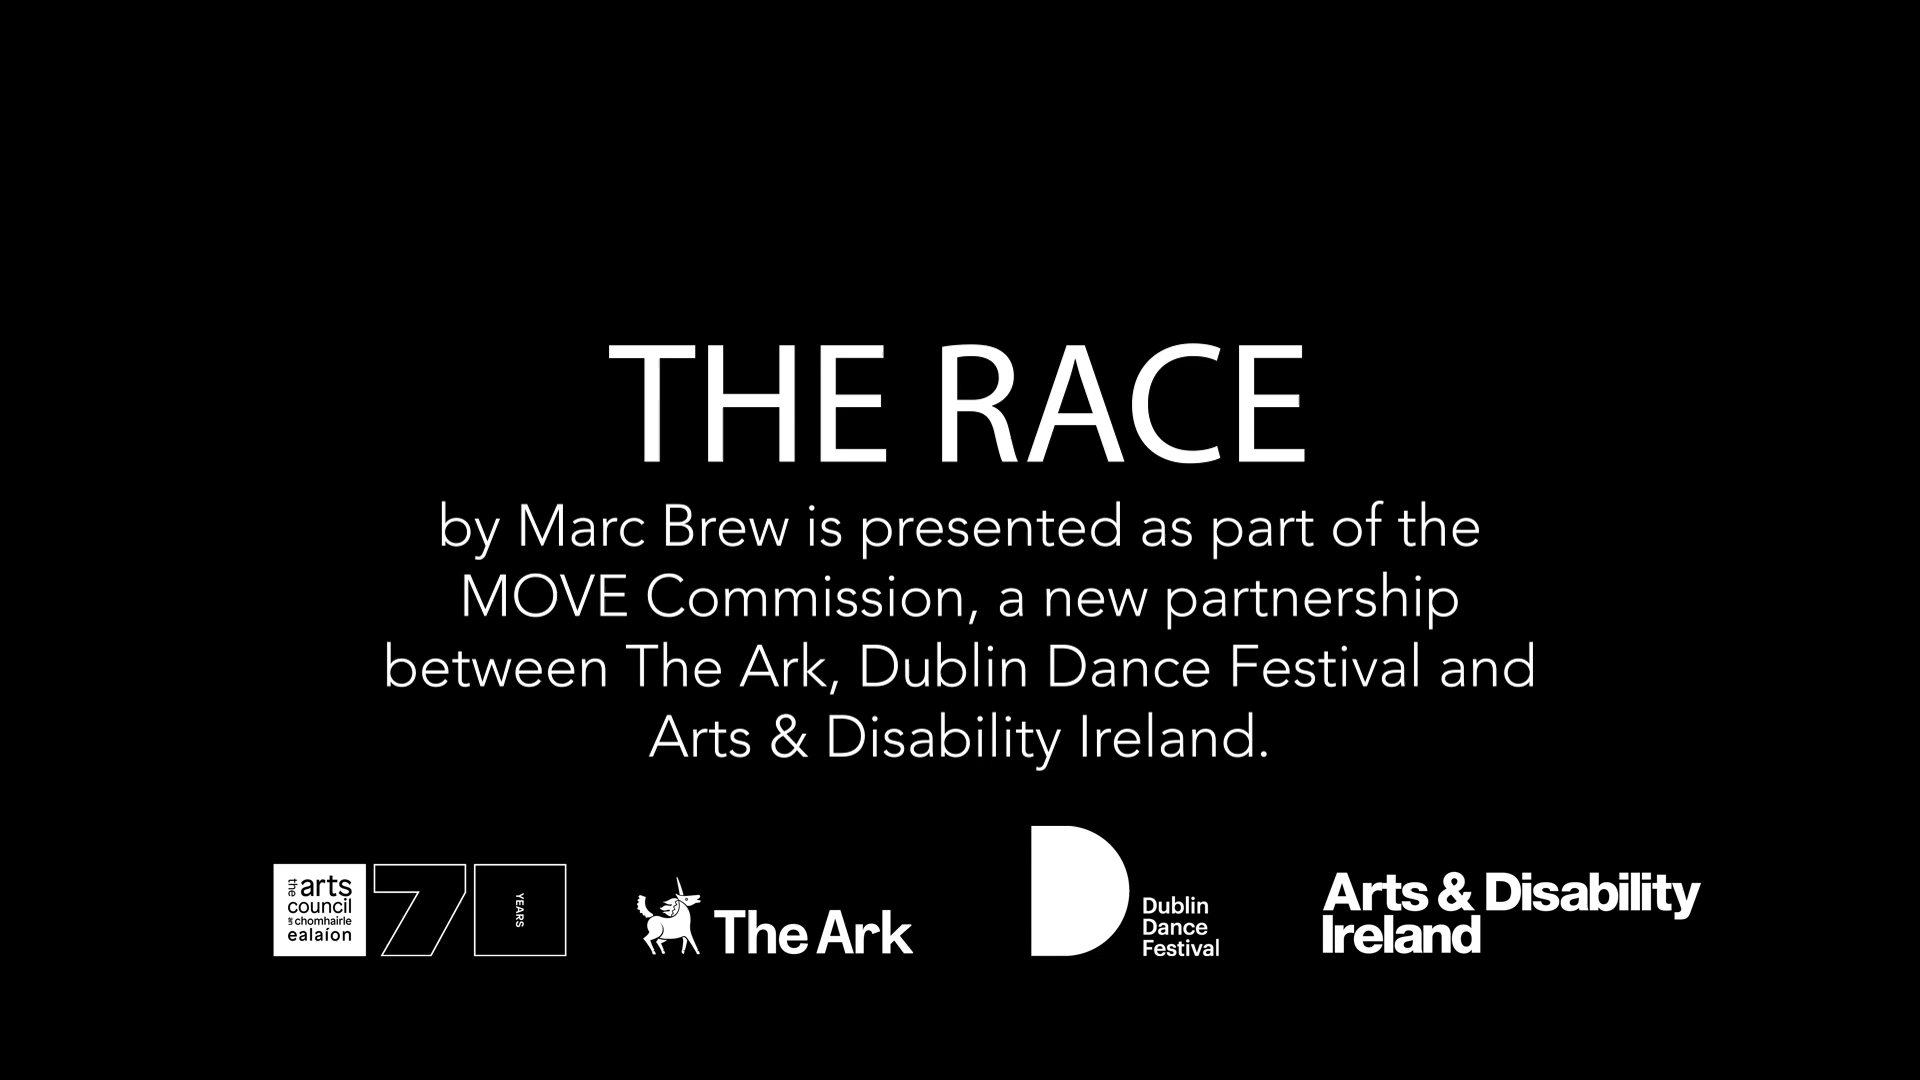 THE RACE
by Marc Brew is presented as part of the
MOVE Commission, a new partnership
between The Ark, Dublin Dance Festival and
Arts & Disability Ireland.
the arts
council
chomhairle
ealaíon
70
YEARS
The Ark
Dublin
Dance
Festival
Arts & Disability
Ireland